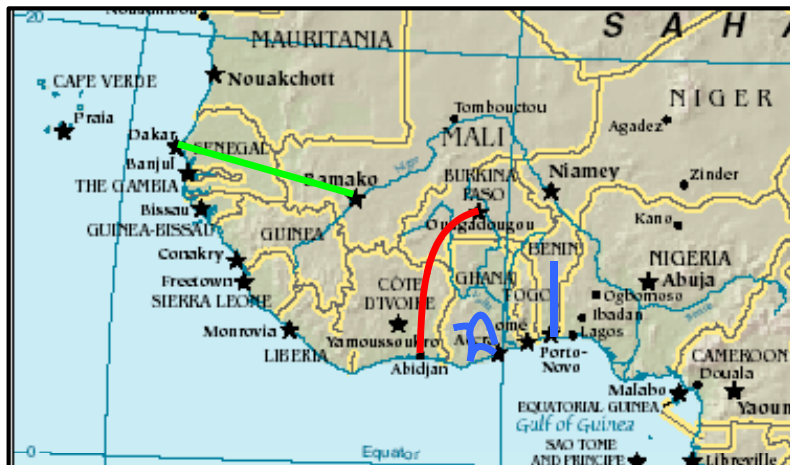 20
Nouadhibou
S A H A
MAURITANIA
CAPE VERDE
Nouakchott
NIGER
Praia
Tombouctou
Agadez
Dakar
MALI
SENEGAL
Banjul
Niger
Zinder
THE GAMBIA
Bamako
BURKINA
FASO
Niamey
Bissau
Kano
GUINEA-BISSAU
Ouagadougou
GUINEA
BENIN
NIGERIA
Conakry
CÔTE
D'IVOIRE
GHANA
Abuja
Freetown
TOGO
Ogbomoso
SIERRA LEONE
Ibadan
Lome
Lagos
Monrovia
Yamoussoukro
Accra
Porto-
Novo
LIBERIA
Abidjan
CAMEROON
Douala
Malabo
Yaoun
EQUATORIAL GUINEA
Gulf of Guinea
0
Equator
SAO TOME
AND PRINCIPE
Libreville